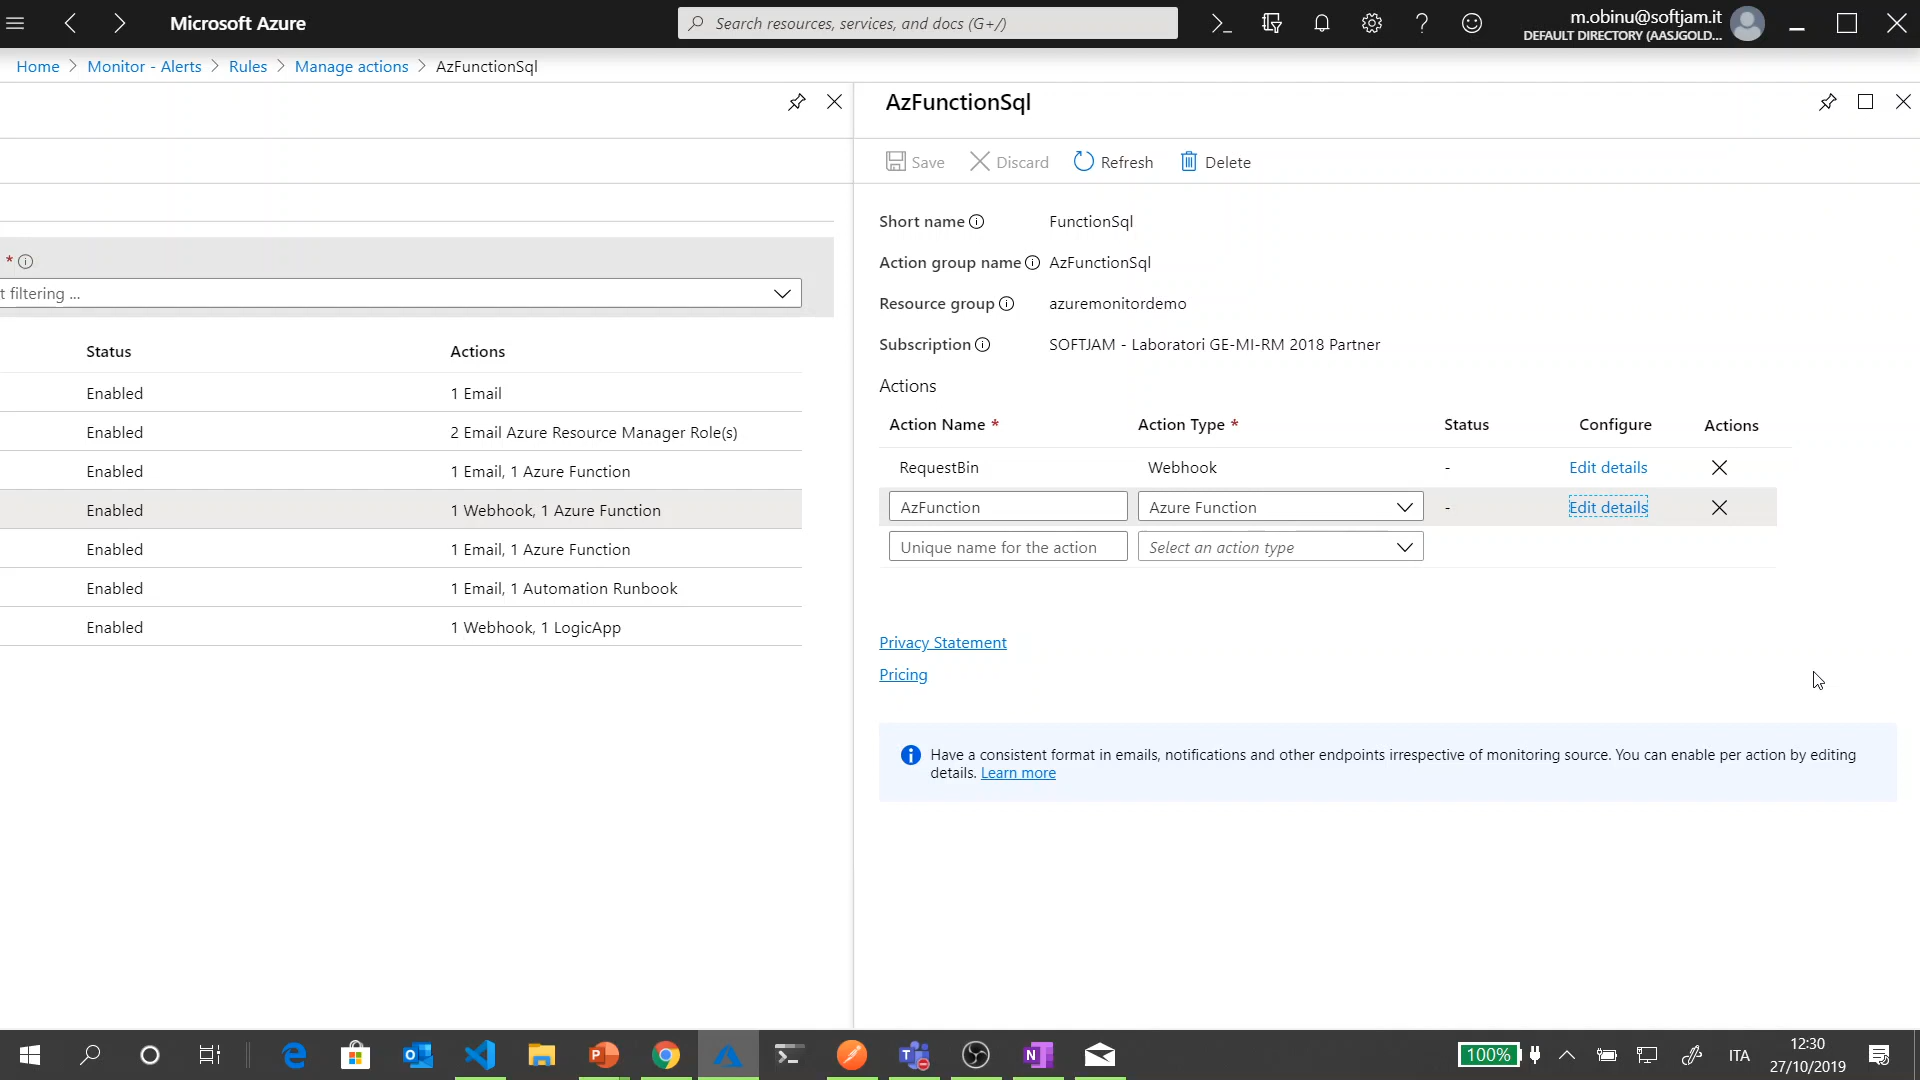 Microsoft Azure
Search resources, services, and docs (G+/)
m.obinu@softjam.it
DEFAULT DIRECTORY (AASJGOLD...
Home > Monitor - Alerts > Rules > Manage actions > AzFunctionSql
AzFunctionSql
Save Discard Refresh Delete
*
t filtering ...
Status Actions
Enabled 1 Email
Enabled 2 Email Azure Resource Manager Role(s)
Enabled 1 Email, 1 Azure Function
Enabled 1 Webhook, 1 Azure Function
Enabled 1 Email, 1 Azure Function
Enabled 1 Email, 1 Automation Runbook
Enabled 1 Webhook, 1 LogicApp
Short name FunctionSql
Action group name AzFunctionSql
Resource group azuremonitordemo
Subscription SOFTJAM - Laboratori GE-MI-RM 2018 Partner
Actions
Action Name * Action Type * Status Configure Actions
RequestBin Webhook - Edit details
AzFunction Azure Function - Edit details
Unique name for the action Select an action type
Privacy Statement
Pricing
Have a consistent format in emails, notifications and other endpoints irrespective of monitoring source. You can enable per action by editing
details. Learn more
100% ITA
12:30
27/10/2019